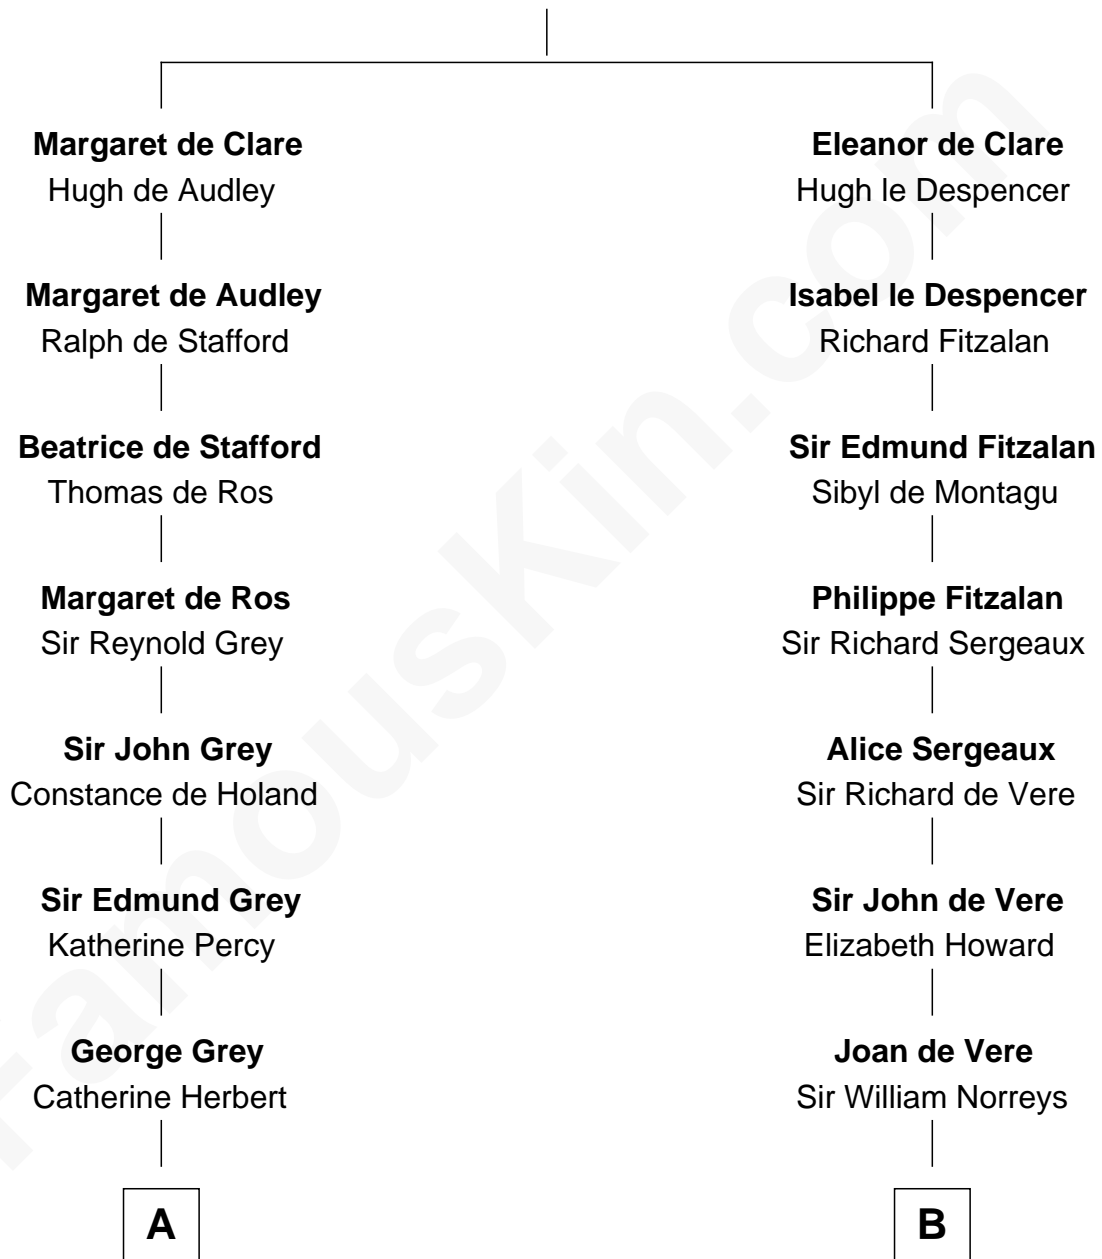 Margaret de Clare
Hugh de Audley
Margaret de Audley
Ralph de Stafford
Beatrice de Stafford
Thomas de Ros
Margaret de Ros
Sir Reynold Grey
Sir John Grey
Constance de Holand
Sir Edmund Grey
Katherine Percy
George Grey
Catherine Herbert
A
Eleanor de Clare
Hugh le Despencer
Isabel le Despencer
Richard Fitzalan
Sir Edmund Fitzalan
Sibyl de Montagu
Philippe Fitzalan
Sir Richard Sergeaux
Alice Sergeaux
Sir Richard de Vere
Sir John de Vere
Elizabeth Howard
Joan de Vere
Sir William Norreys
B
FamousKin.com